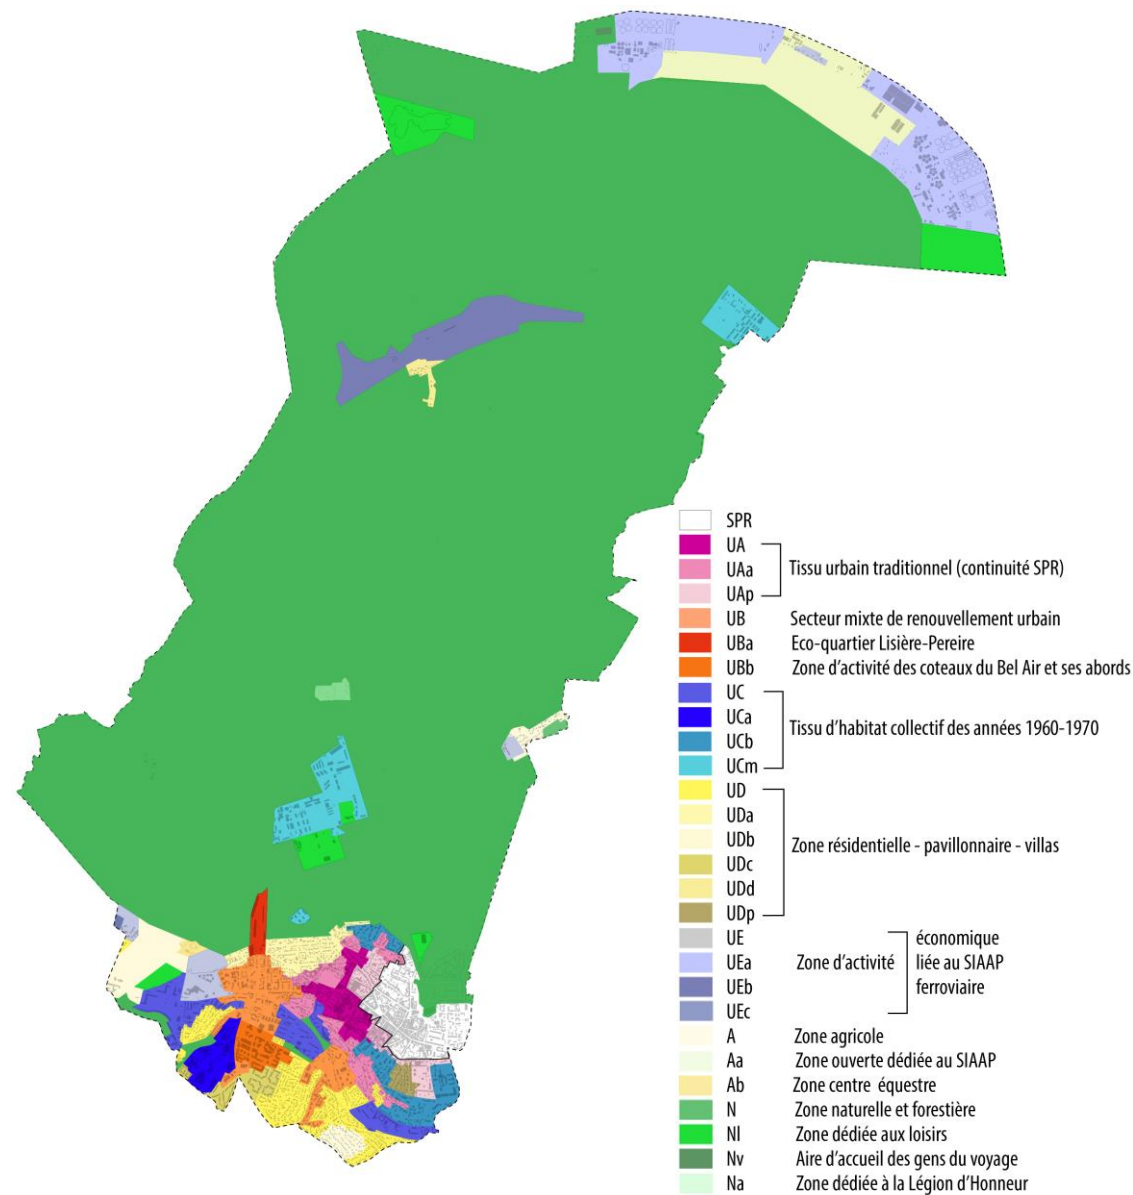 SPR
UA
UAa Tissu urbain traditionnel (continuité SPR)
UAp
UB Secteur mixte de renouvellement urbain
UBa Eco-quartier Lisière-Pereire
UBb Zone d’activité des coteaux du Bel Air et ses abords
UC
UCa Tissu d’habitat collectif des années 1960-1970
UCb
UCm
UD
UDa
UDb Zone résidentielle - pavillonnaire - villas
UDc
UDd
UDp
UE économique
UEa Zone d’activité liée au SIAAP
UEb ferroviaire
UEc
A Zone agricole
Aa Zone ouverte dédiée au SIAAP
Ab Zone centre équestre
N Zone naturelle et forestière
Nl Zone dédiée aux loisirs
Nv Aire d’accueil des gens du voyage
Na Zone dédiée à la Légion d’Honneur